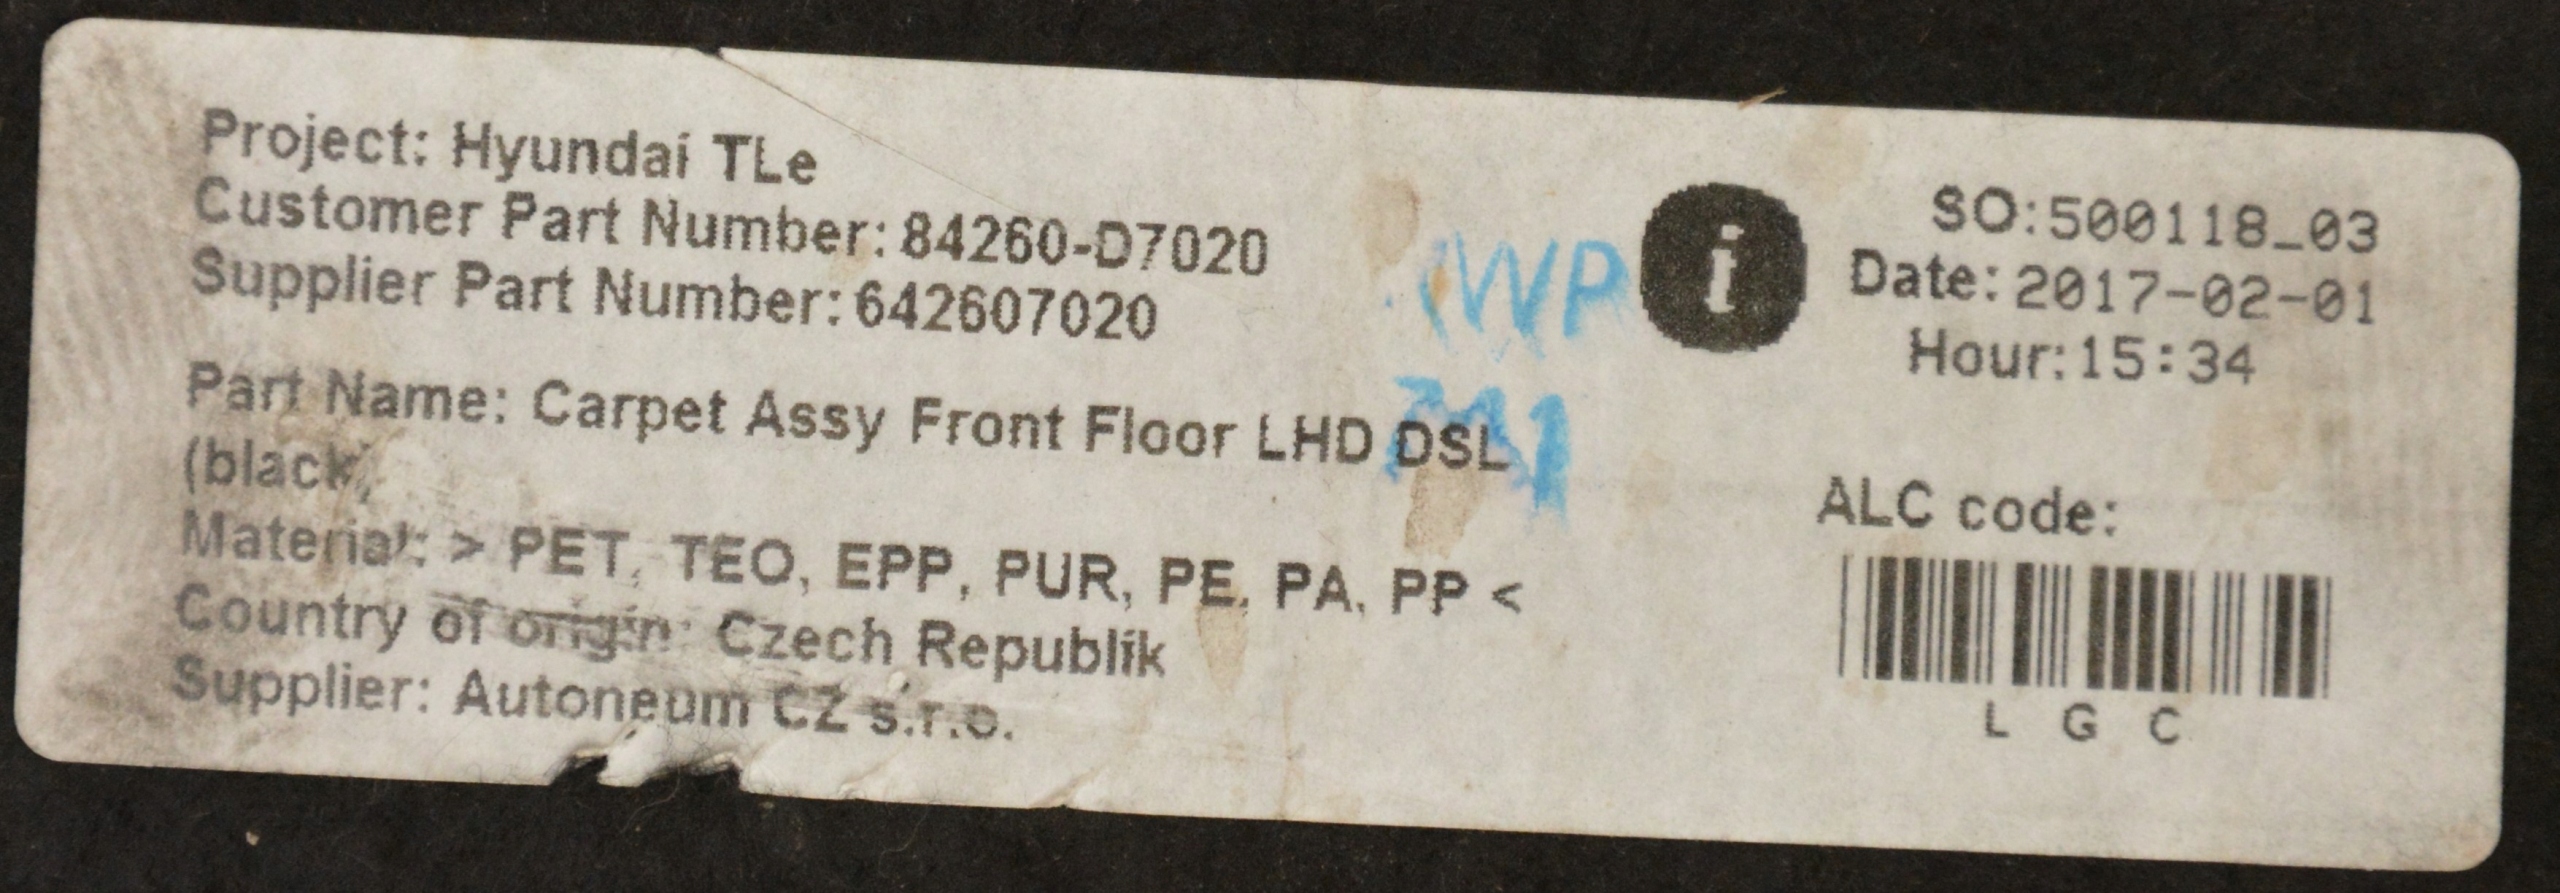 Project: Hyundai TLe
Customer Part Number: 84260-D7020
Supplier Part Number: 642607020
Part Name: Carpet Assy Front Floor LHD DSL
(black)
Material: > PET, TEO, EPP, PUR, PE, PA, PP <
Country of origin: Czech Republik
Supplier: Autoneum CZ s.r.o.
WP
i
SO:500118_03
Date: 2017-02-01
Hour:15:34
ALC code:
L G C